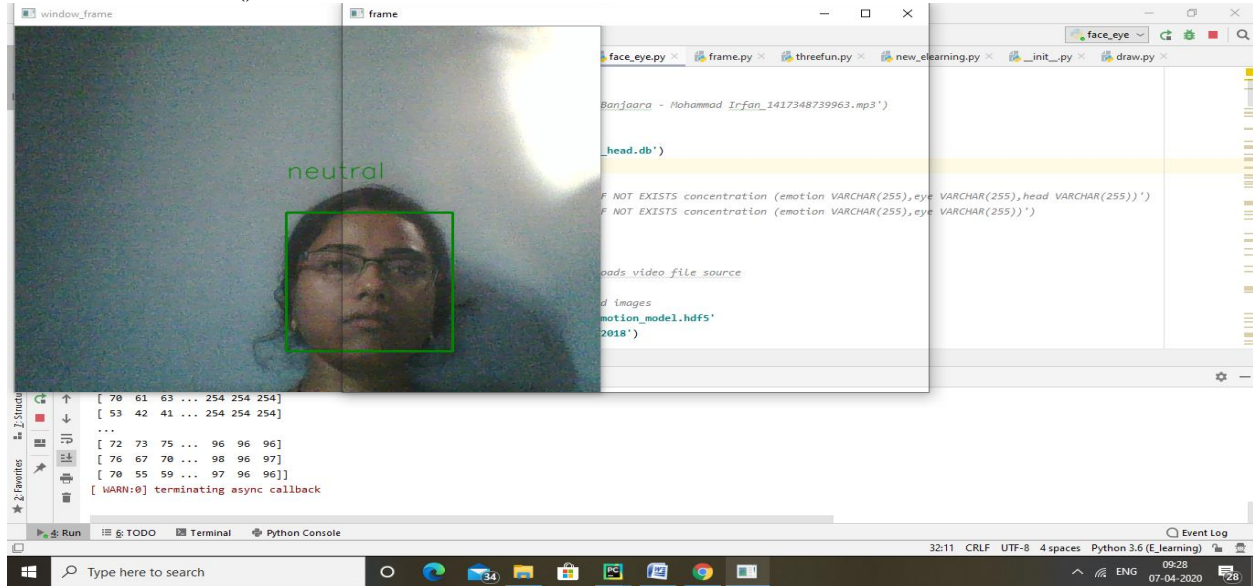 window_frame
frame
face_eye
face_eye.py
frame.py
threefun.py
new_elearning.py
__init__.py
draw.py
Banjaara - Mohammad Irfan_1417348739963.mp3')
_head.db')
neutral
F NOT EXISTS concentration (emotion VARCHAR(255),eye VARCHAR(255),head VARCHAR(255))')
F NOT EXISTS concentration (emotion VARCHAR(255),eye VARCHAR(255))')
oads video file source
d images
motion_model.hdf5'
2018')
[ 70 61 63 ... 254 254 254]
[ 53 42 41 ... 254 254 254]
...
[ 72 73 75 ... 96 96 96]
[ 76 67 70 ... 98 96 97]
[ 70 55 59 ... 97 96 96]]
[ WARN:0] terminating async callback
Z: Structu
2: Favorites
4: Run
6: TODO
Terminal
Python Console
Event Log
32:11 CRLF UTF-8 4 spaces Python 3.6 (E_learning)
Type here to search
34
ENG
09:28
07-04-2020
28